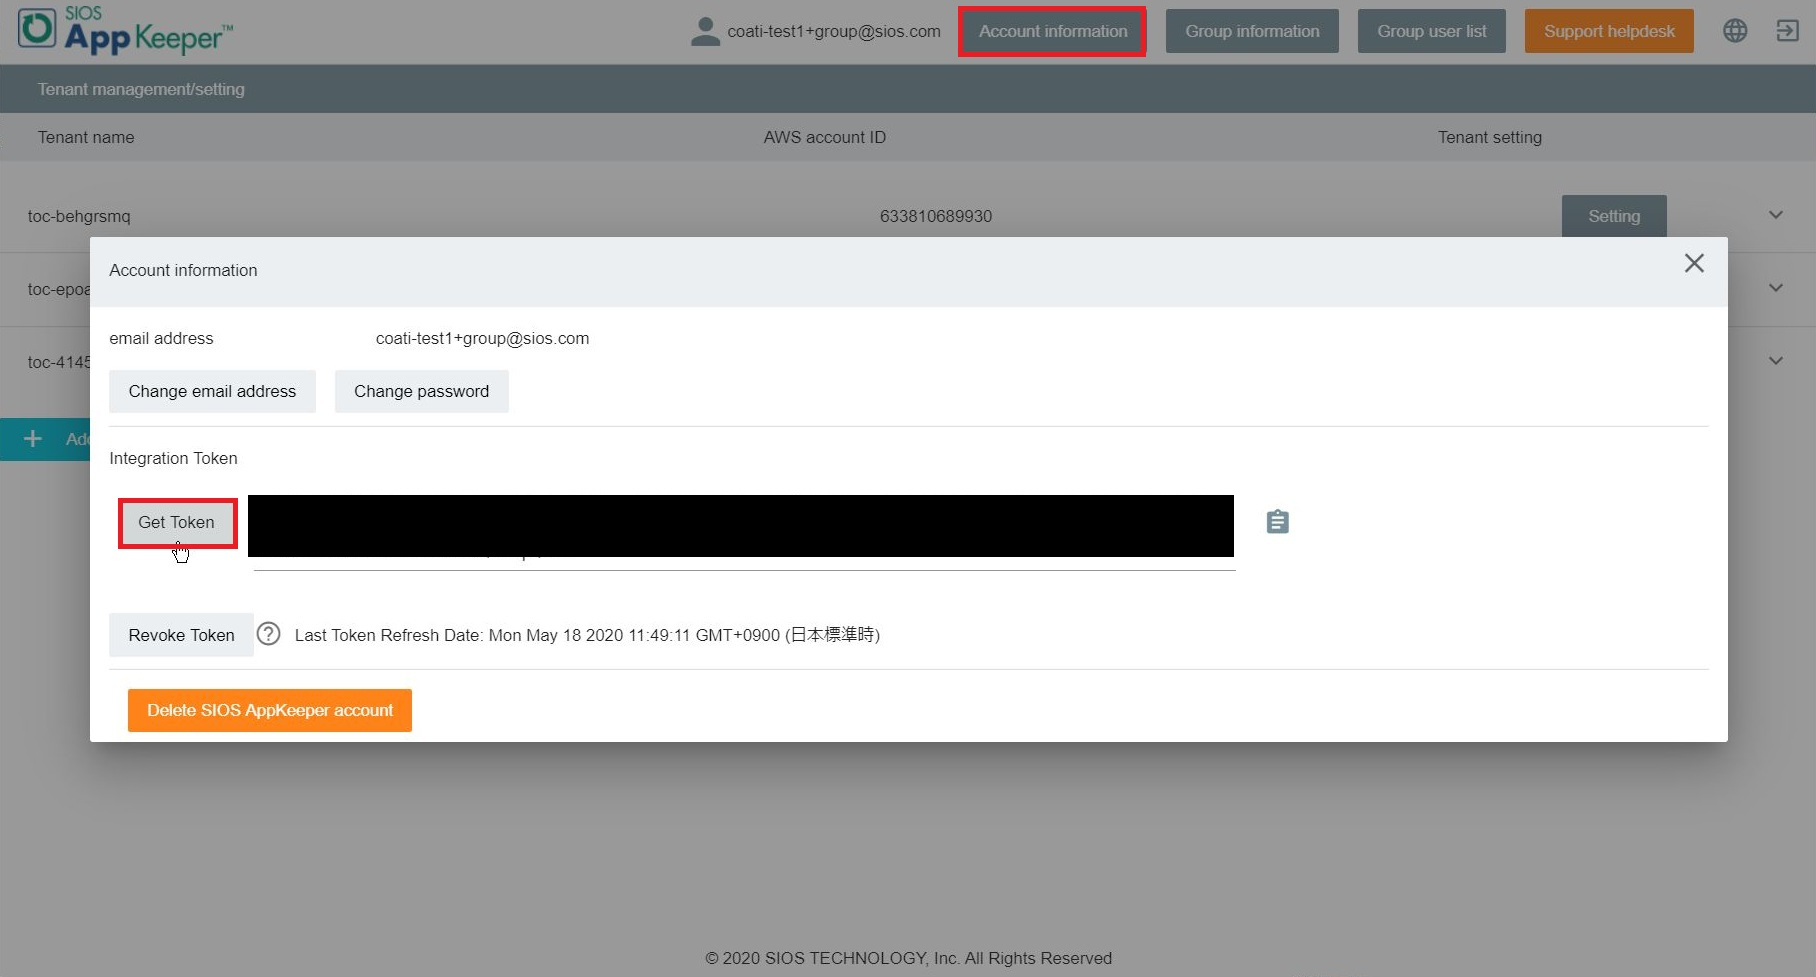 SIOS
AppKeeper™
coati-test1+group@sios.com
Account information
Group information
Group user list
Support helpdesk
Tenant management/setting
Tenant name
AWS account ID
Tenant setting
toc-behgrsmq
633810689930
Setting
toc-epoa
toc-4145
Account information
email address
coati-test1+group@sios.com
Change email address
Change password
Integration Token
Get Token
Revoke Token
Last Token Refresh Date: Mon May 18 2020 11:49:11 GMT+0900 (日本標準時)
Delete SIOS AppKeeper account
© 2020 SIOS TECHNOLOGY, Inc. All Rights Reserved